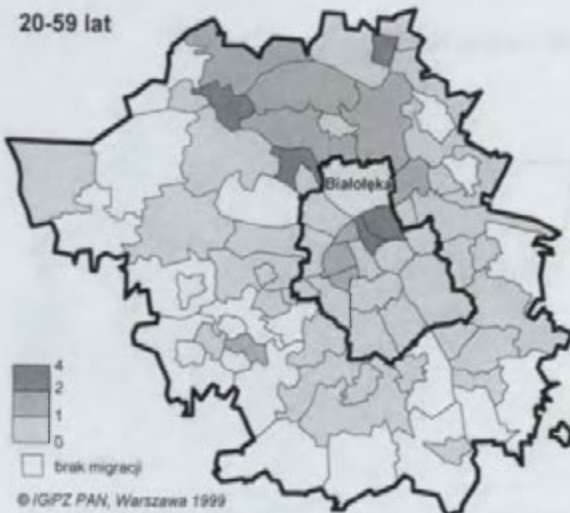 20-59 lat
Białołęka
4
2
1
0
brak migracji
© IGiPZ PAN, Warszawa 1999